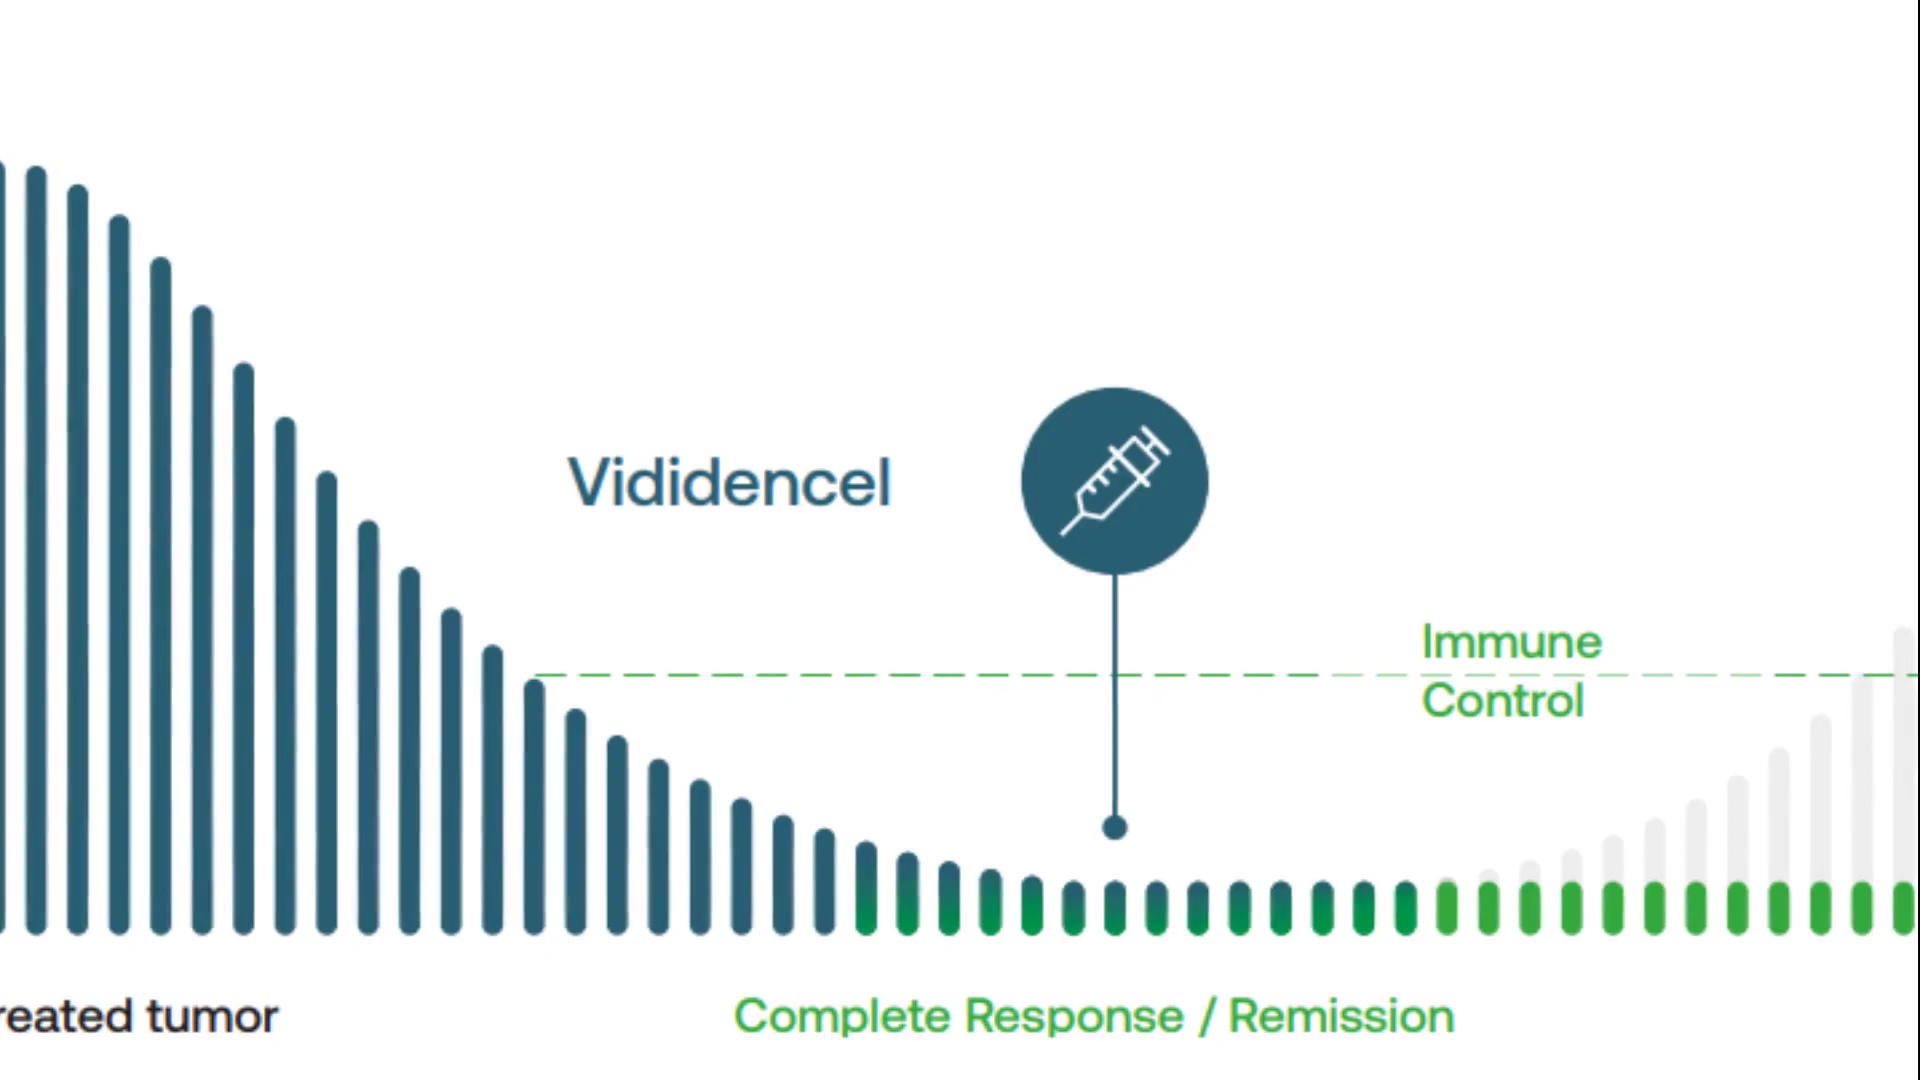 Vididencel
Immune
Control
reated tumor
Complete Response / Remission